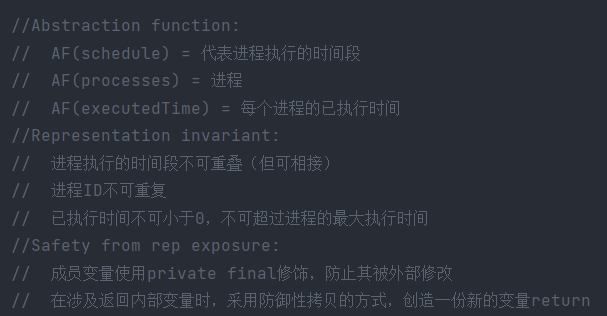 //Abstraction function:
//  AF(schedule) = 代表进程执行的时间段
//  AF(processes) = 进程
//  AF(executedTime) = 每个进程的已执行时间
//Representation invariant:
//  进程执行的时间段不可重叠（但可相接）
//  进程ID不可重复
//  已执行时间不可小于0，不可超过进程的最大执行时间
//Safety from rep exposure:
//  成员变量使用private final修饰，防止其被外部修改
//  在涉及返回内部变量时，采用防御性拷贝的方式，创造一份新的变量return